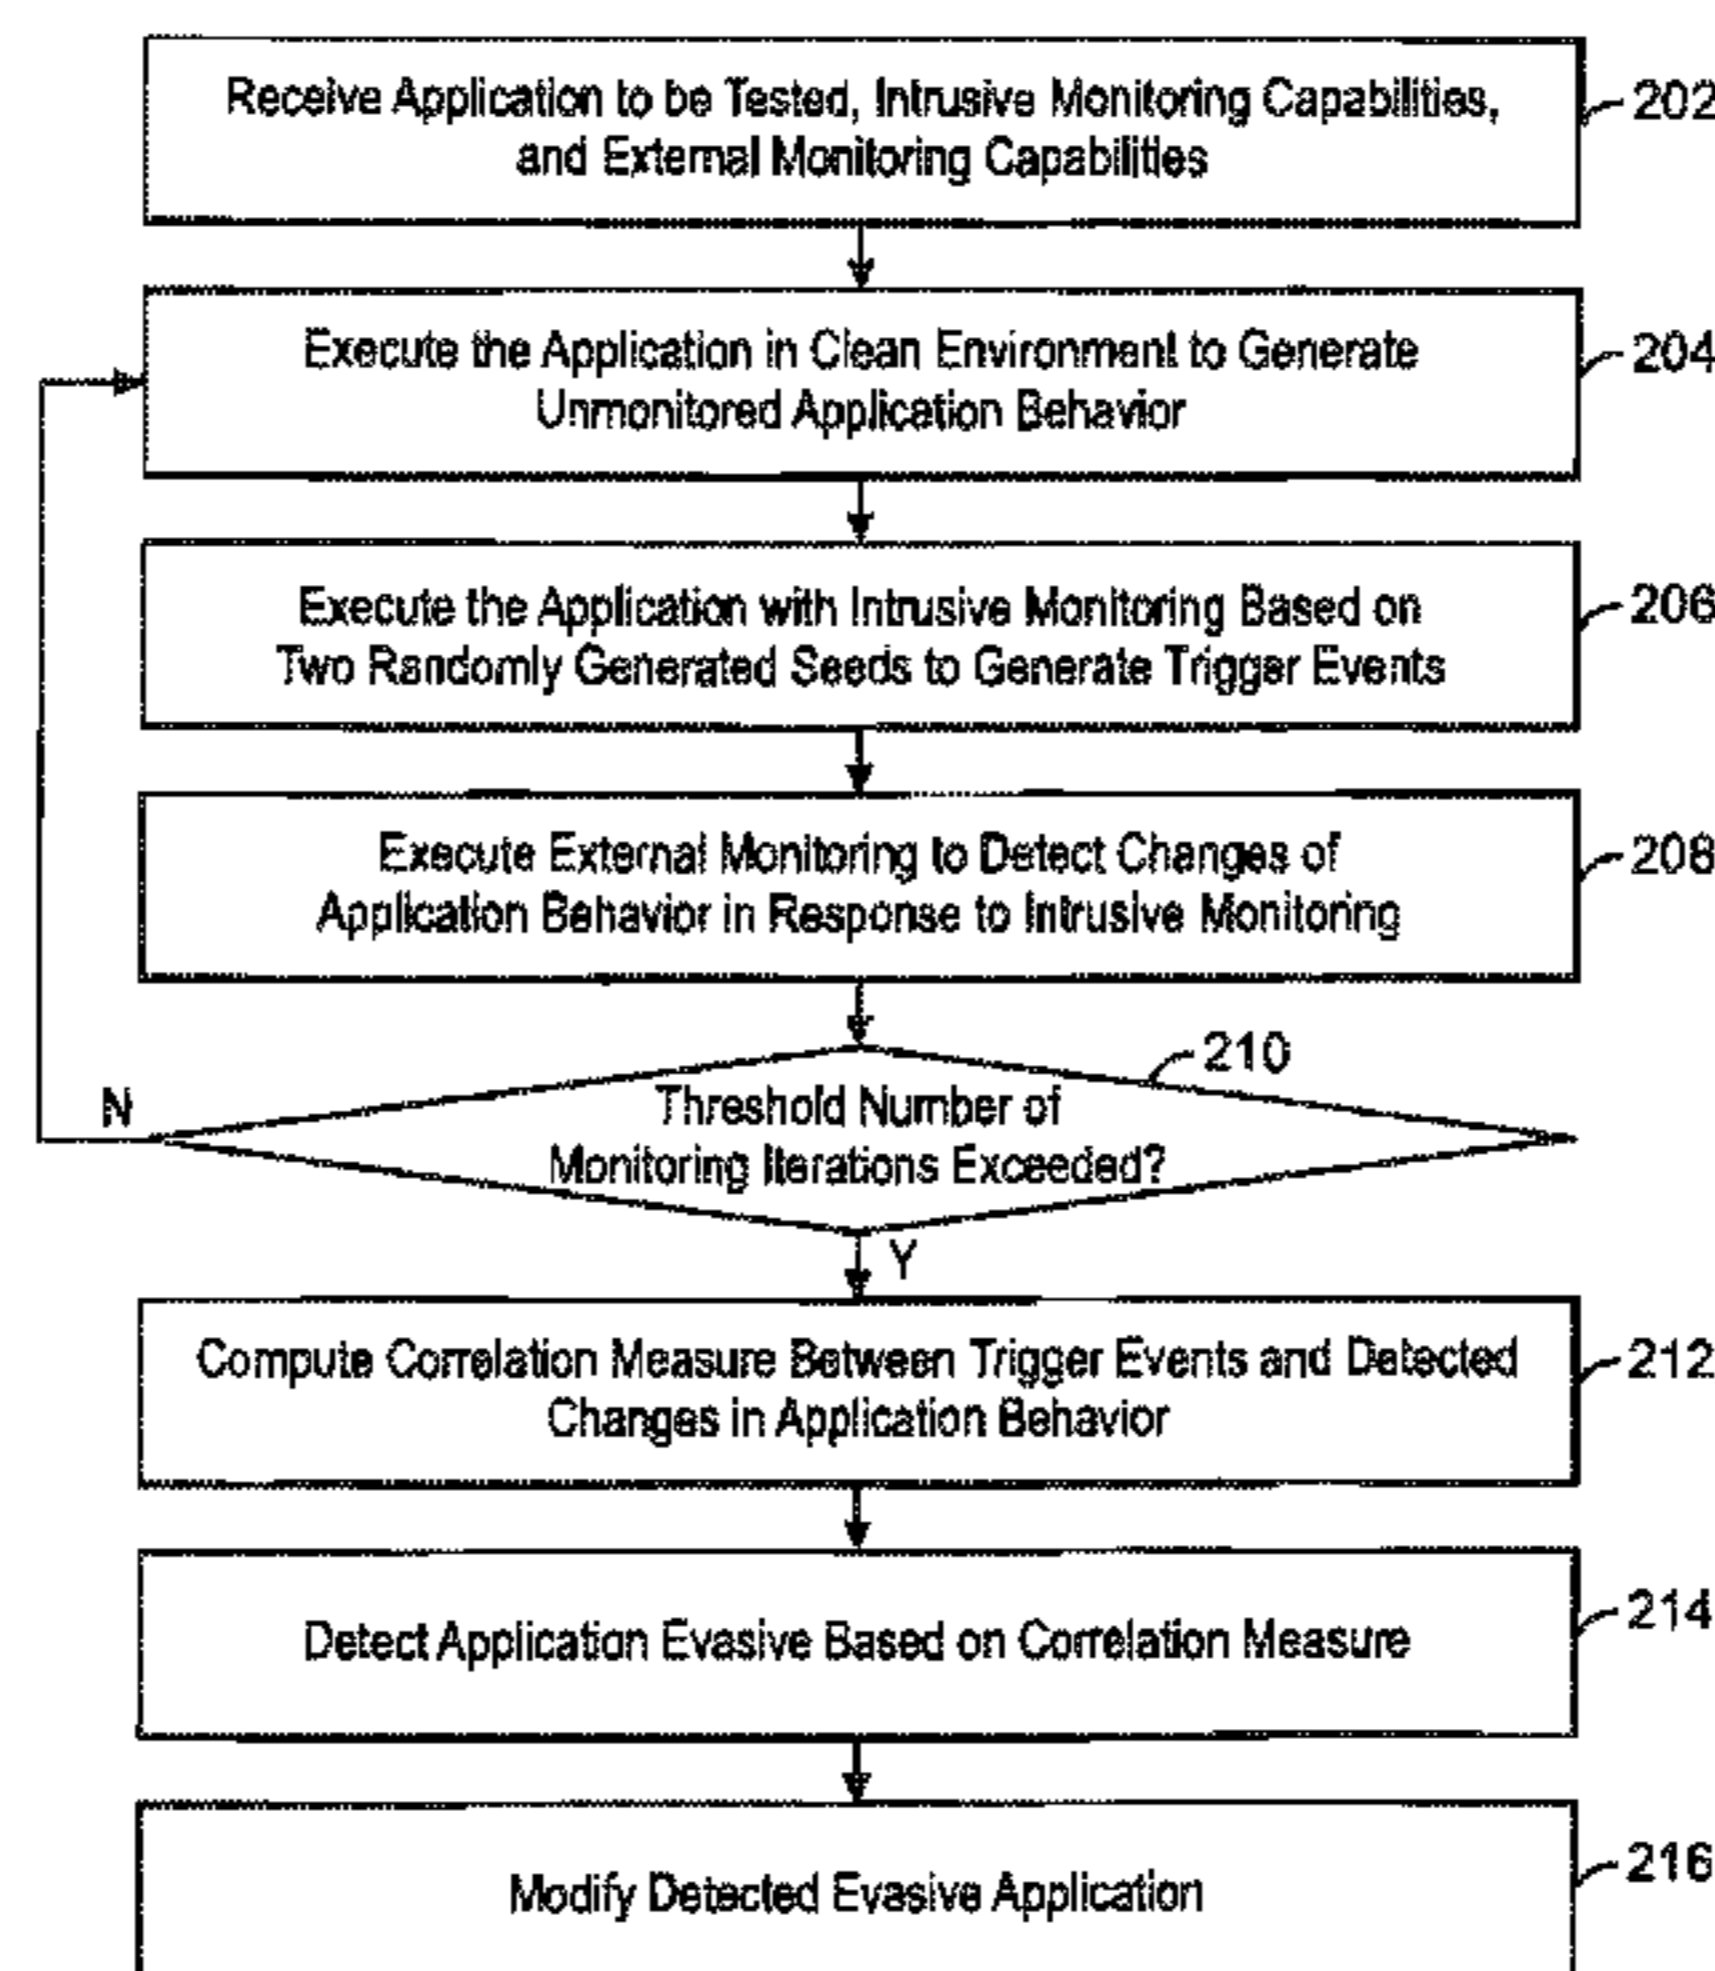 Receive Application to be Tested, Intrusive Monitoring Capabilities,
and External Monitoring Capabilities
202
Execute the Application in Clean Environment to Generate
Unmonitored Application Behavior
204
Execute the Application with Intrusive Monitoring Based on
Two Randomly Generated Seeds to Generate Trigger Events
206
Execute External Monitoring to Detect Changes of
Application Behavior in Response to Intrusive Monitoring
208
210
N
Threshold Number of
Monitoring Iterations Exceeded?
Y
Compute Correlation Measure Between Trigger Events and Detected
Changes in Application Behavior
212
Detect Application Evasive Based on Correlation Measure
214
Modify Detected Evasive Application
216